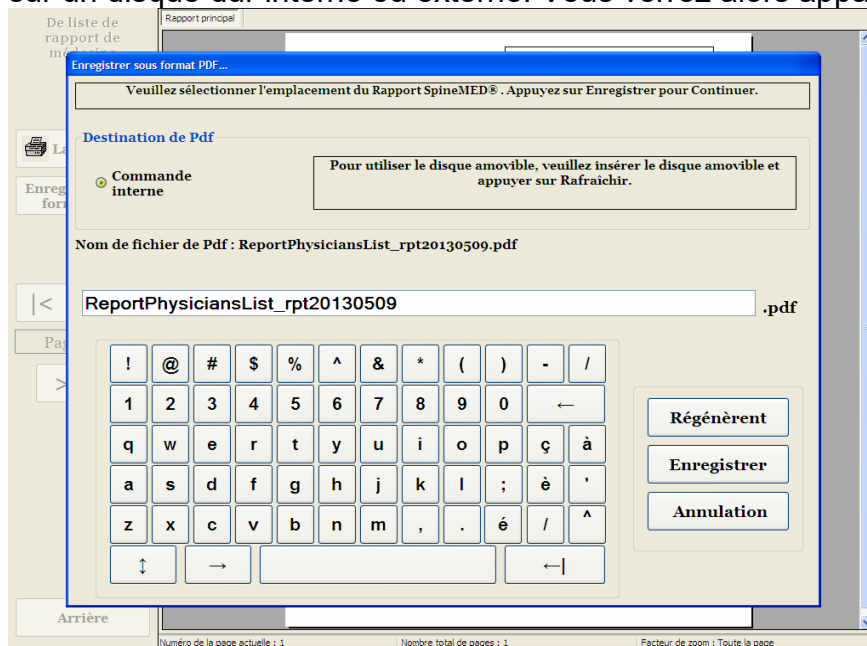 sur un disque dur interne ou externe. Vous verrez alors
De liste de
rapport de
Rapport principal
Enregistrer sous format PDF...
Veuillez sélectionner l'emplacement du Rapport SpineMED® . Appuyez sur Enregistrer pour Continuer.
Destination de Pdf
Commande
interne
Pour utiliser le disque amovible, veuillez insérer le disque amovible et
appuyer sur Rafraîchir.
Nom de fichier de Pdf : ReportPhysiciansList_rpt20130509.pdf
ReportPhysiciansList_rpt20130509 .pdf
|<
>
! @ # $ % ^ & * ( ) - /
1 2 3 4 5 6 7 8 9 0 ←
q w e r t y u i o p ç à
a s d f g h j k l ; è '
z x c v b n m , . é / ^
↕ → ←|
Régénèrent
Enregistrer
Annulation
Arrière
Numéro de la page actuelle : 1 Nombre total de pages : 1 Facteur de zoom : Toute la page